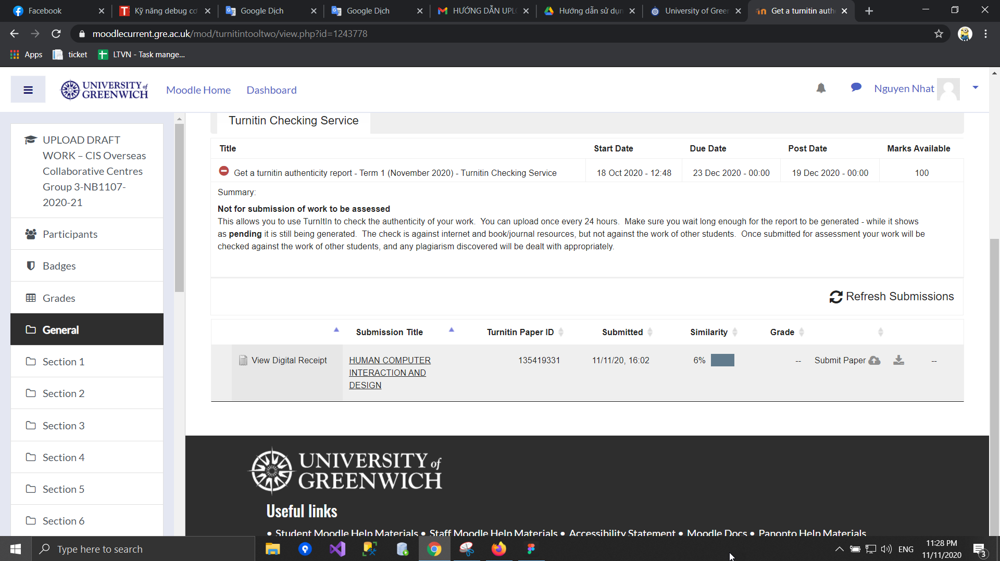 Facebook
Kỹ năng debug cơ
Google Dịch
Google Dịch
HƯỚNG DẪN UPLO
Hướng dẫn sử dụn
University of Green
Get a turnitin authe
moodlecurrent.gre.ac.uk/mod/turnitintooltwo/view.php?id=1243778
Apps
ticket
LTVN - Task mange...
UNIVERSITY of GREENWICH
Moodle Home
Dashboard
Nguyen Nhat
UPLOAD DRAFT
WORK – CIS Overseas
Collaborative Centres
Group 3-NB1107-
2020-21
Participants
Badges
Grades
General
Section 1
Section 2
Section 3
Section 4
Section 5
Section 6
Turnitin Checking Service
Title Start Date Due Date Post Date Marks Available
Get a turnitin authenticity report - Term 1 (November 2020) - Turnitin Checking Service 18 Oct 2020 - 12:48 23 Dec 2020 - 00:00 19 Dec 2020 - 00:00 100
Summary:
Not for submission of work to be assessed
This allows you to use TurnItIn to check the authenticity of your work. You can upload once every 24 hours. Make sure you wait long enough for the report to be generated - while it shows
as pending it is still being generated. The check is against internet and book/journal resources, but not against the work of other students. Once submitted for assessment your work will be
checked against the work of other students, and any plagiarism discovered will be dealt with appropriately.
Refresh Submissions
Submission Title Turnitin Paper ID Submitted Similarity Grade
View Digital Receipt HUMAN COMPUTER 135419331 11/11/20, 16:02 6% -- Submit Paper --
INTERACTION AND
DESIGN
UNIVERSITY of
GREENWICH
Useful links
• Student Moodle Help Materials • Staff Moodle Help Materials • Accessibility Statement • Moodle Docs • Panopto Help Materials
Type here to search
ENG
11:28 PM
11/11/2020
3